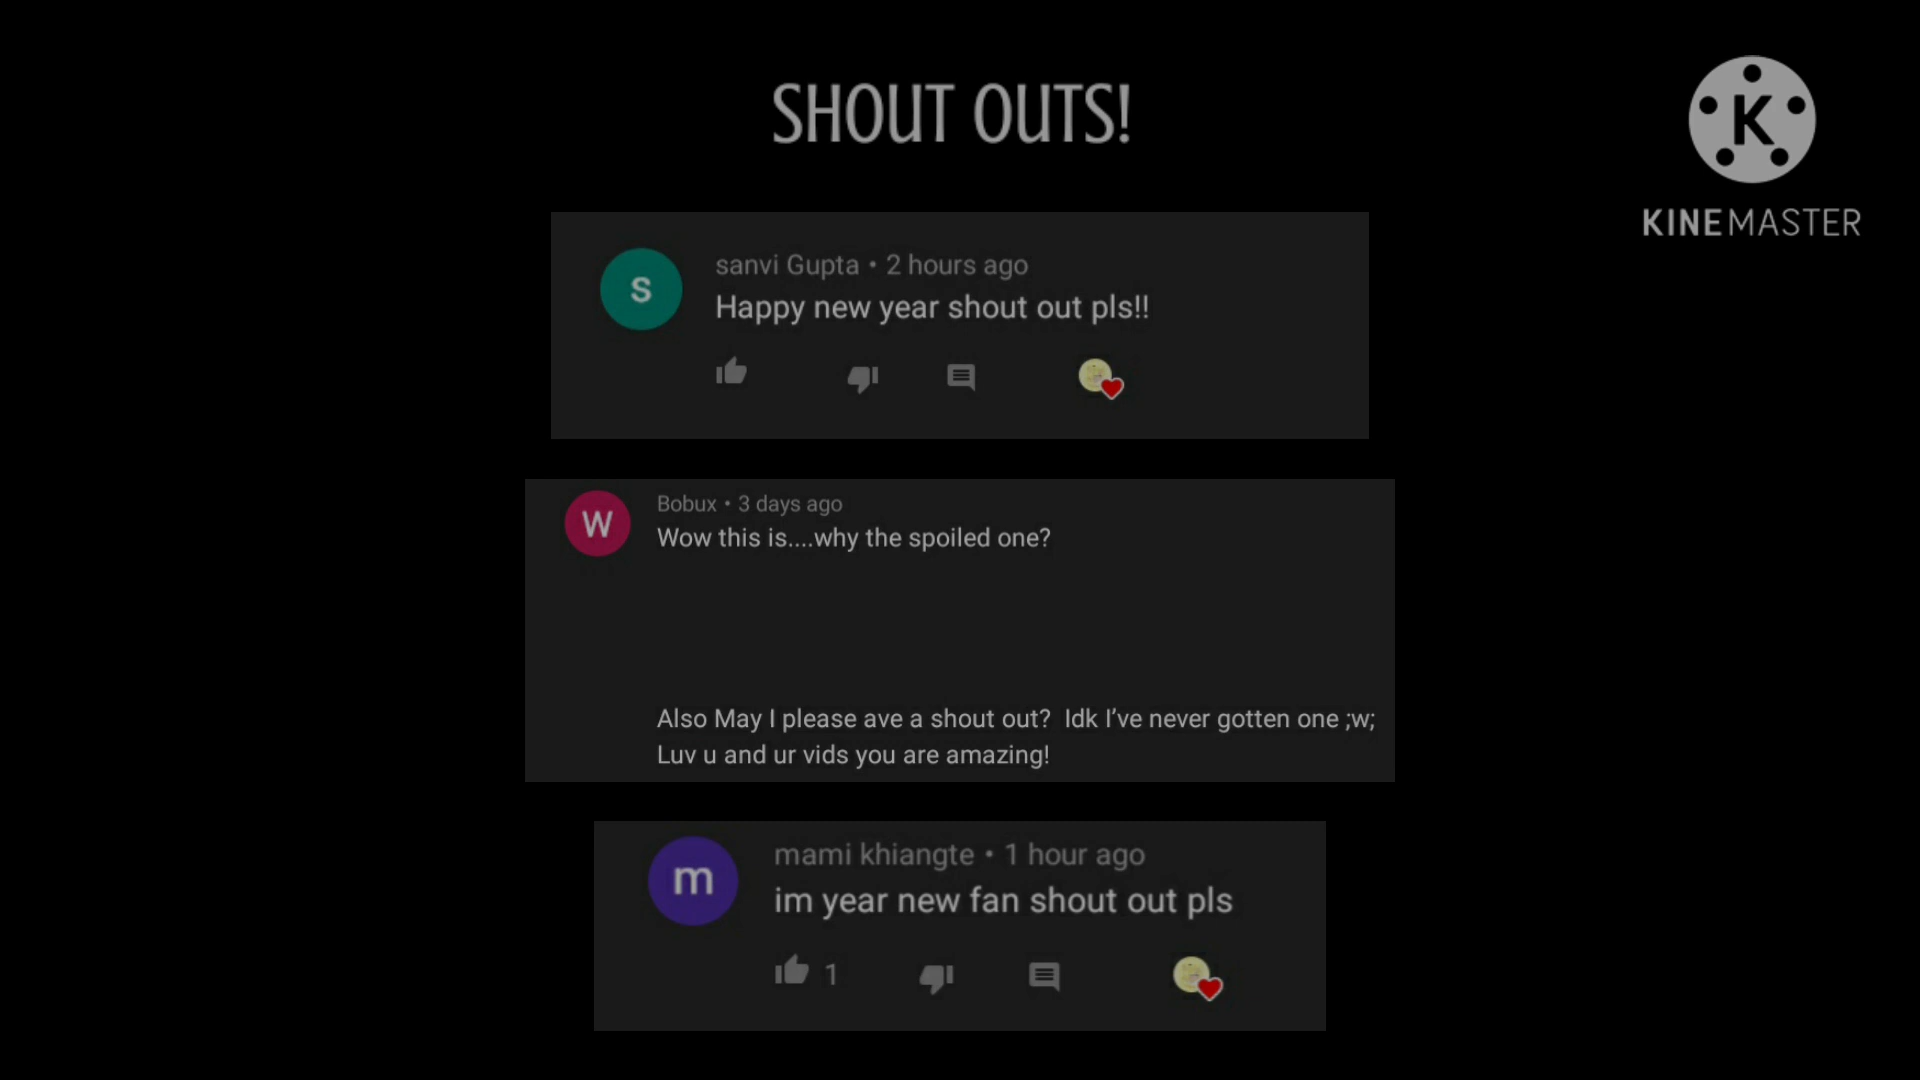 SHOUT OUTS!
K
KINEMASTER
s
sanvi Gupta • 2 hours ago
Happy new year shout out pls!!
W
Bobux • 3 days ago
Wow this is....why the spoiled one?
Also May I please ave a shout out?  Idk I've never gotten one ;w;
Luv u and ur vids you are amazing!
m
mami khiangte • 1 hour ago
im year new fan shout out pls
1